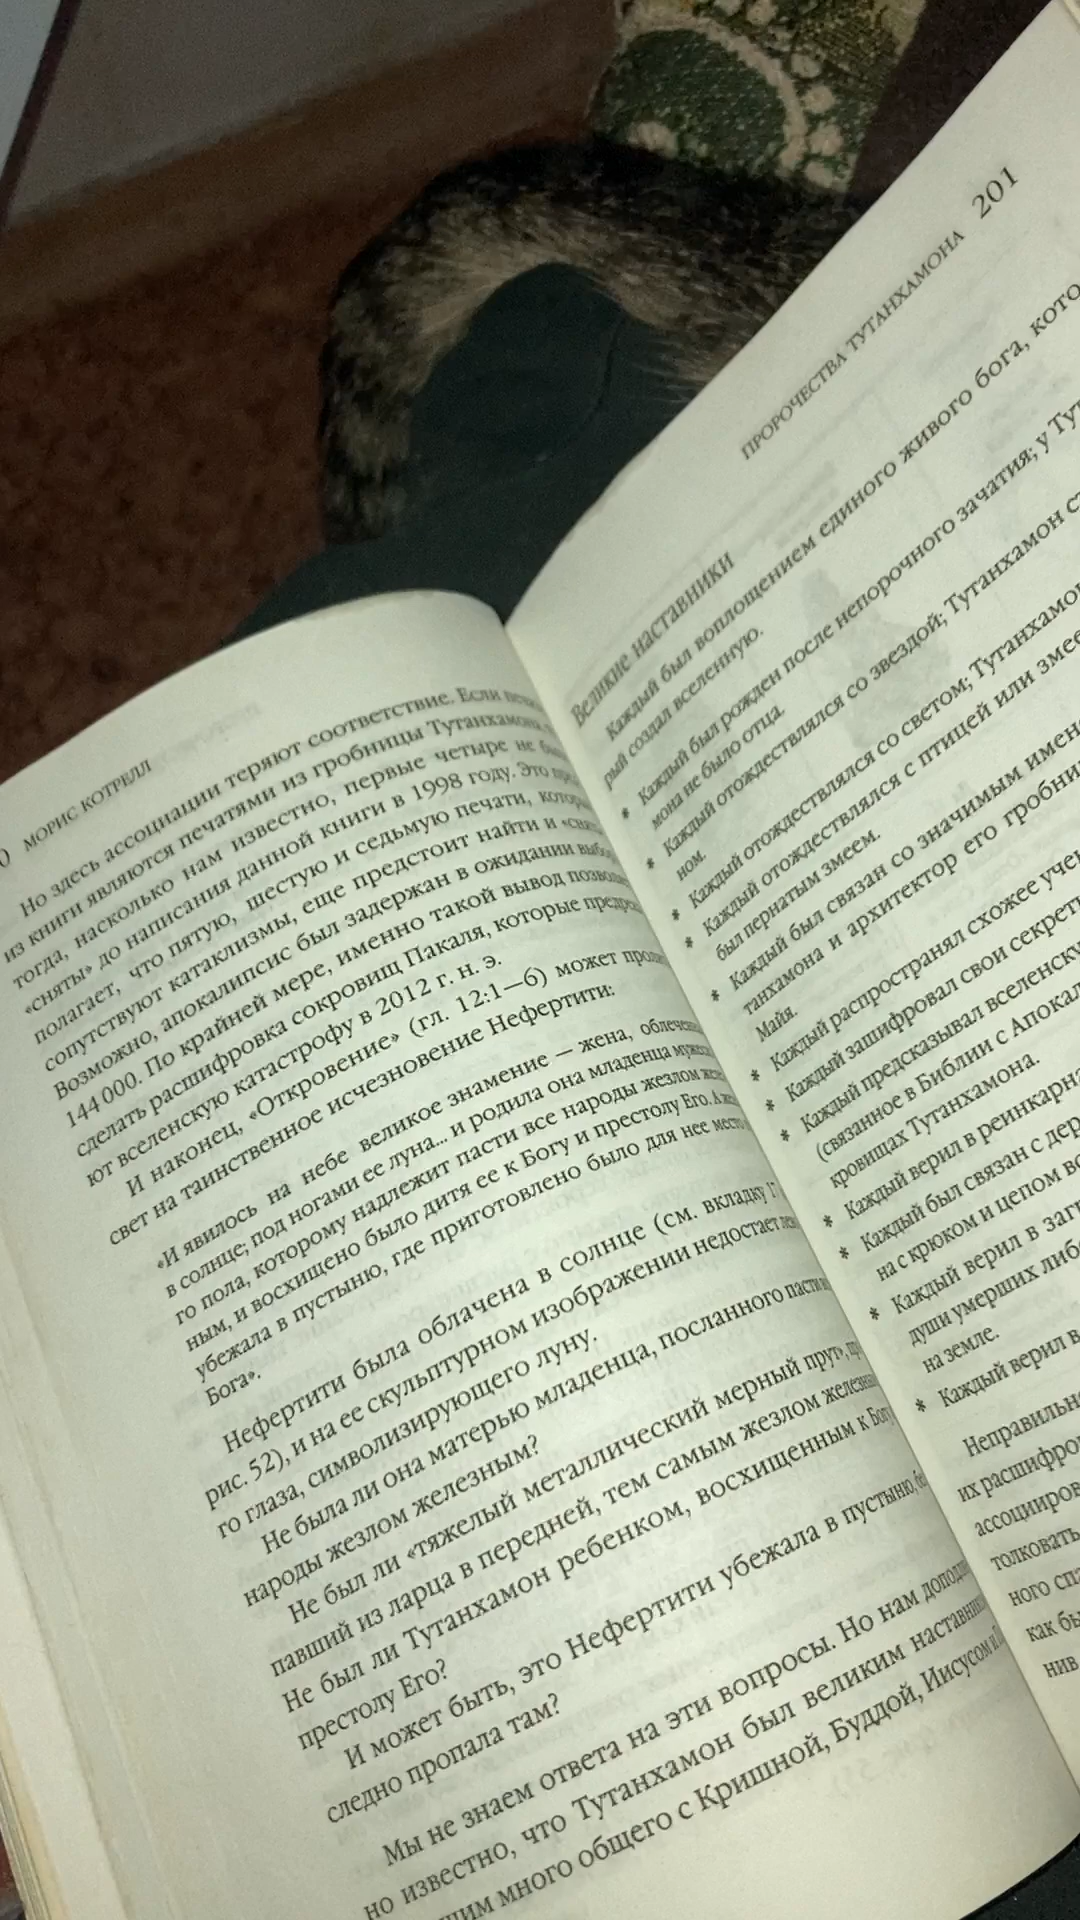 0 МОРИС КОТРЕЛЛ
Но здесь ассоциации теряют соответствие. Если
из книги являются печатями из гробницы Тутанхамона
тогда, насколько нам известно, первые четыре не
«сняты» до написания данной книги в 1998 году. Это
полагает, что пятую, шестую и седьмую печати,
сопутствуют катаклизмы, еще предстоит найти и
Возможно, апокалипсис был задержан в ожидании
144 000. По крайней мере, именно такой вывод
сделать расшифровка сокровищ Пакаля, которые
ют вселенскую катастрофу в 2012 г. н. э.
И наконец, «Откровение» (гл. 12:1—6) может
свет на таинственное исчезновение Нефертити:
«И явилось на небе великое знамение — жена,
в солнце; под ногами ее луна... и родила она младенца
го пола, которому надлежит пасти все народы жезлом
ным, и восхищено было дитя ее к Богу и престолу Его. А
убежала в пустыню, где приготовлено было для нее место
Бога».
Нефертити была облачена в солнце (см. вкладку
рис. 52), и на ее скульптурном изображении недостает
го глаза, символизирующего луну.
Не была ли она матерью младенца, посланного пасти
народы жезлом железным?
Не был ли «тяжелый металлический мерный прут»,
павший из ларца в передней, тем самым жезлом
Не был ли Тутанхамон ребенком, восхищенным к Богу
престолу Его?
И может быть, это Нефертити убежала в пустыню,
следно пропала там?
Мы не знаем ответа на эти вопросы. Но нам
но известно, что Тутанхамон был великим
шим много общего с Кришной, Буддой, Иисусом
ПРОРОЧЕСТВА ТУТАНХАМОНА 201
Великие наставники
Каждый был воплощением единого живого бога, кото
рый создал вселенную.
* Каждый был рожден после непорочного зачатия; у Тут
мона не было отца.
* Каждый отождествлялся со звездой; Тутанхамон
ном.
* Каждый отождествлялся со светом; Тутанхамон
* Каждый отождествлялся с птицей или
был пернатым змеем.
* Каждый был связан со значимым
танхамона и архитектор его
Майя.
* Каждый распространял схожее
* Каждый зашифровал свои
* Каждый предсказывал
(связанное в Библии с
кровищах Тутанхамона.
* Каждый верил в
* Каждый был связан с
на с крюком и цепом
* Каждый верил в
души умерших
на земле.
* Каждый верил в
их
ассоцииров
толковать
ного
как
нив